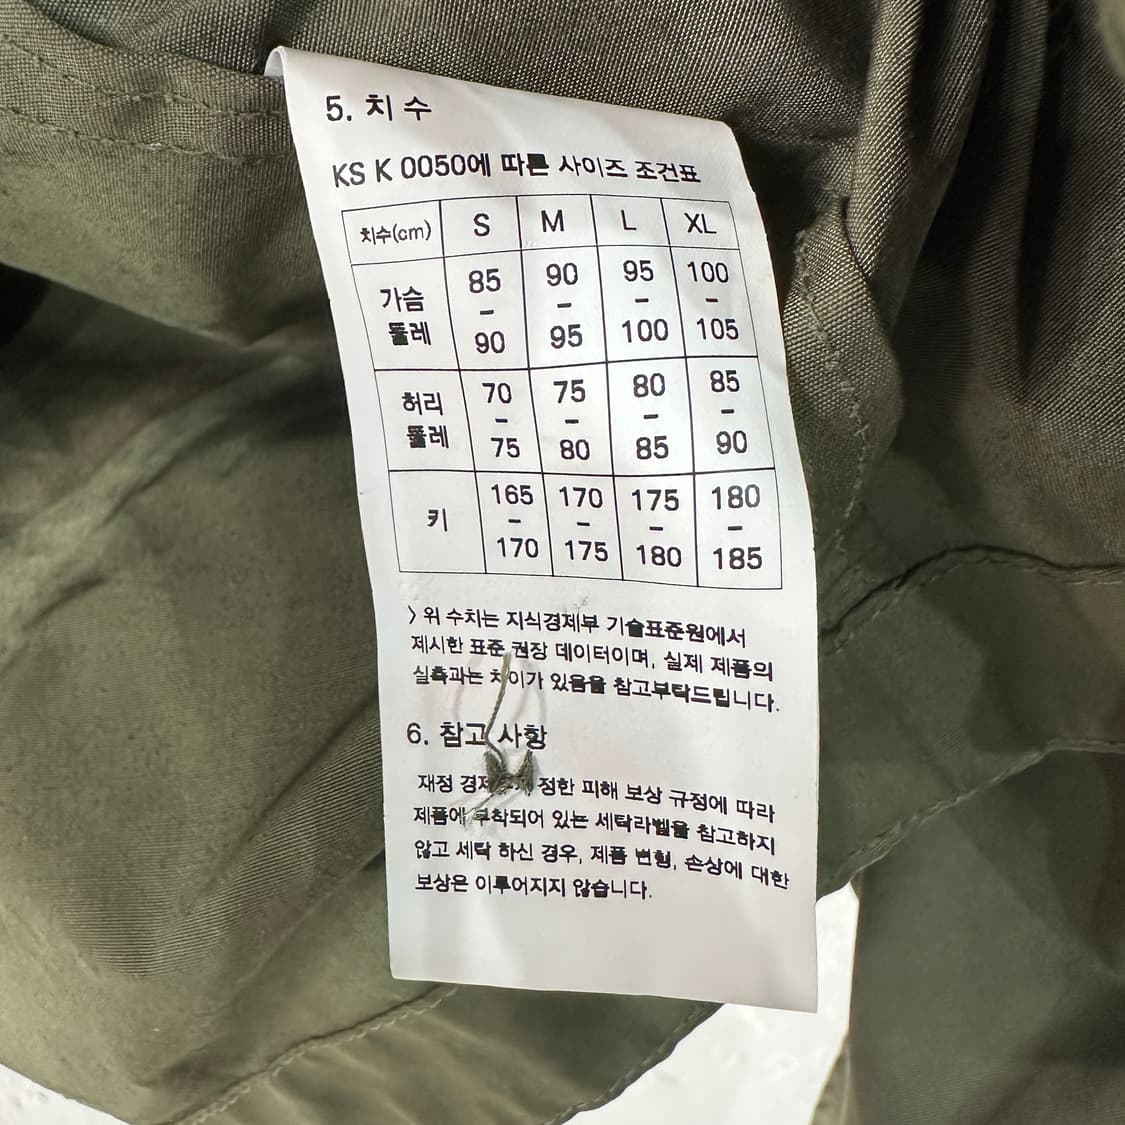 5. 치 수
KS K 0050에 따른 사이즈 조건표
치수(cm) S M L XL
가슴 둘레 85 - 90 90 - 95 95 - 100 100 - 105
허리 둘레 70 - 75 75 - 80 80 - 85 85 - 90
키 165 - 170 170 - 175 175 - 180 180 - 185
> 위 수치는 지식경제부 기술표준원에서
제시한 표준 권장 데이터이며, 실제 제품의
실측과는 차이가 있음을 참고부탁드립니다.
6. 참고 사항
재정 정한 피해 보상 규정에 따라
제품에 부착되어 있는 세탁라벨을 참고하지
않고 세탁 하신 경우, 제품 변형, 손상에 대한
보상은 이루어지지 않습니다.